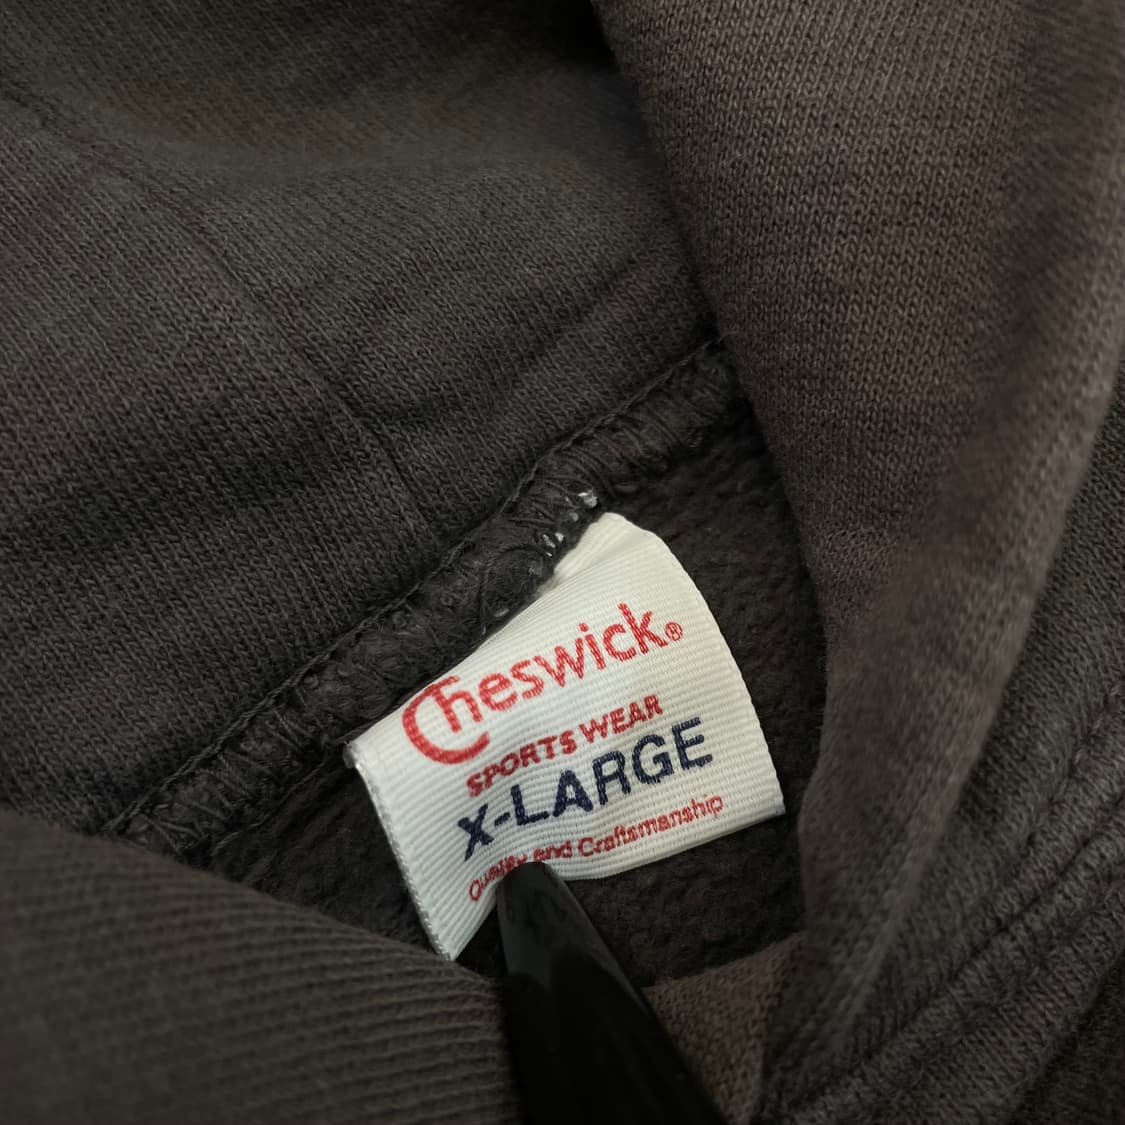 Cheswick®
SPORTS WEAR
X-LARGE
Quality and Craftsmanship